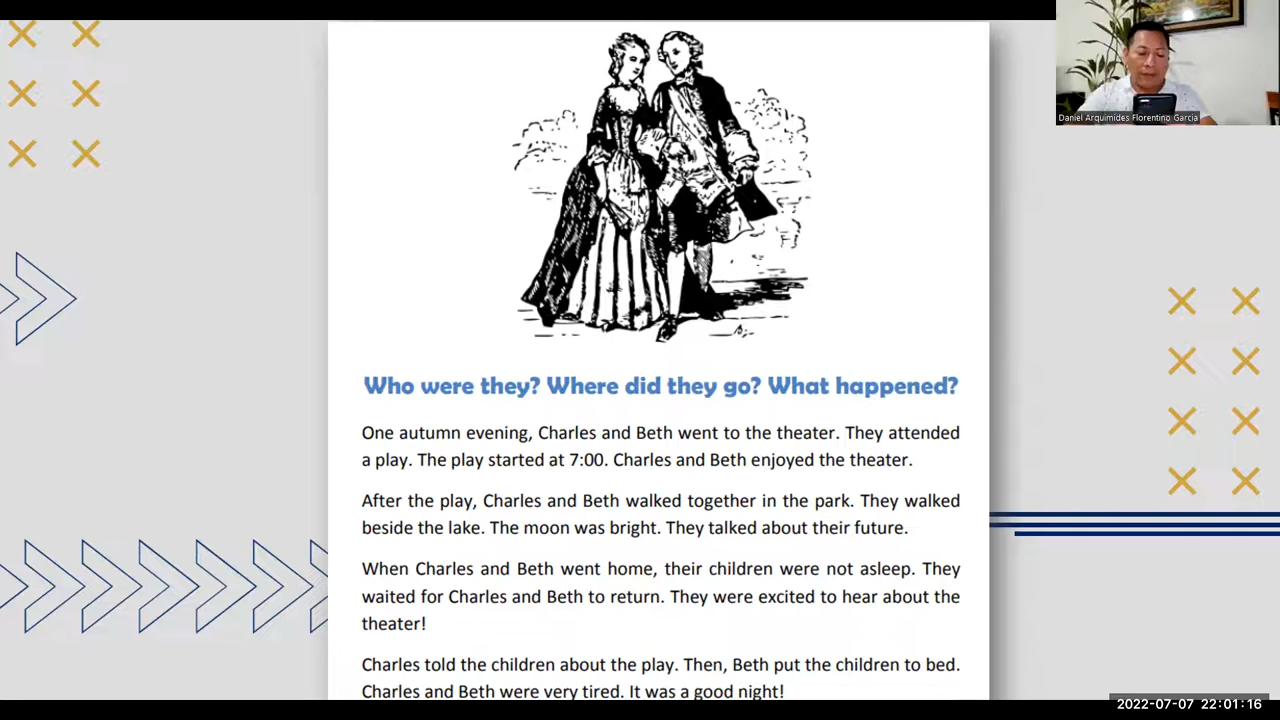 Daniel Arquimides Florentino Garcia
Who were they? Where did they go? What happened?
One autumn evening, Charles and Beth went to the theater. They attended
a play. The play started at 7:00. Charles and Beth enjoyed the theater.
After the play, Charles and Beth walked together in the park. They walked
beside the lake. The moon was bright. They talked about their future.
When Charles and Beth went home, their children were not asleep. They
waited for Charles and Beth to return. They were excited to hear about the
theater!
Charles told the children about the play. Then, Beth put the children to bed.
Charles and Beth were very tired. It was a good night!
2022-07-07 22:01:16